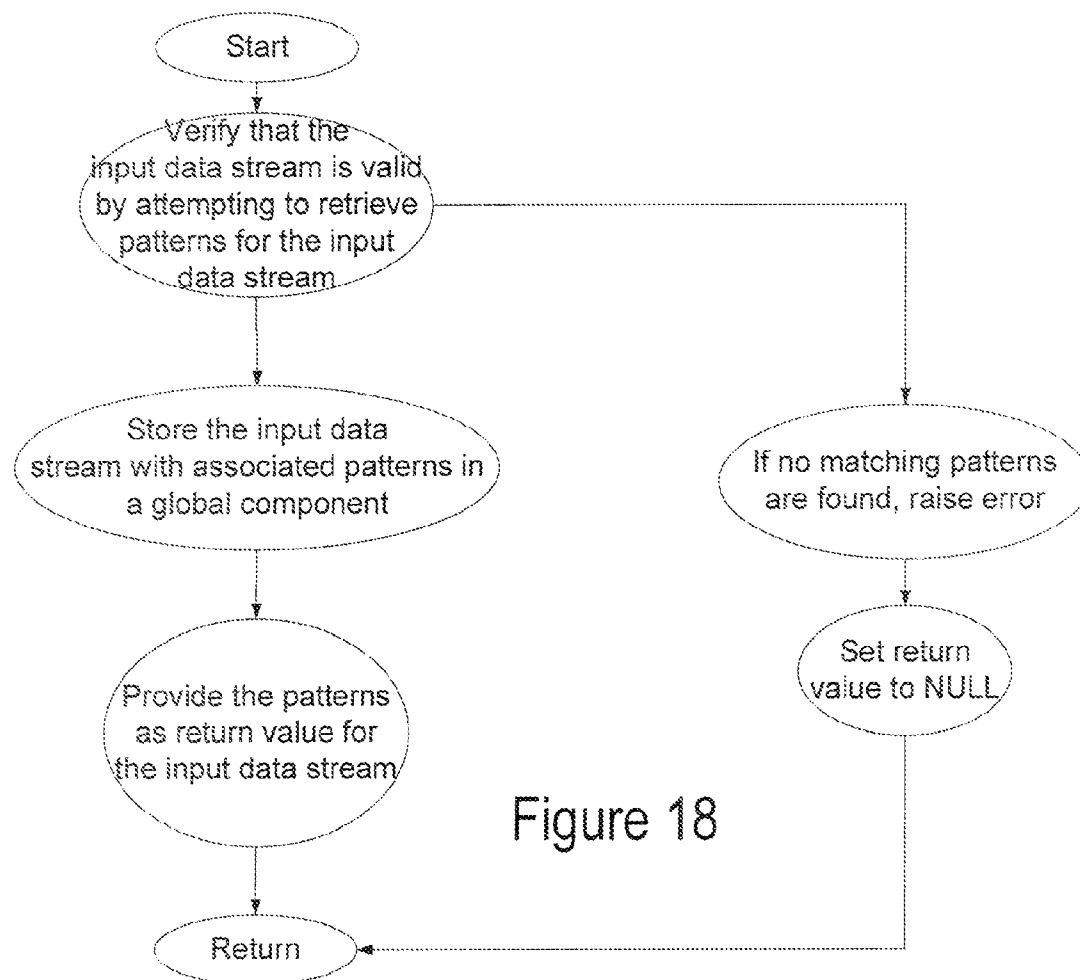 Start
Verify that the
input data stream is valid
by attempting to retrieve
patterns for the input
data stream
Store the input data
stream with associated patterns in
a global component
If no matching patterns
are found, raise error
Set return
value to NULL
Provide the patterns
as return value for
the input data stream
Figure 18
Return